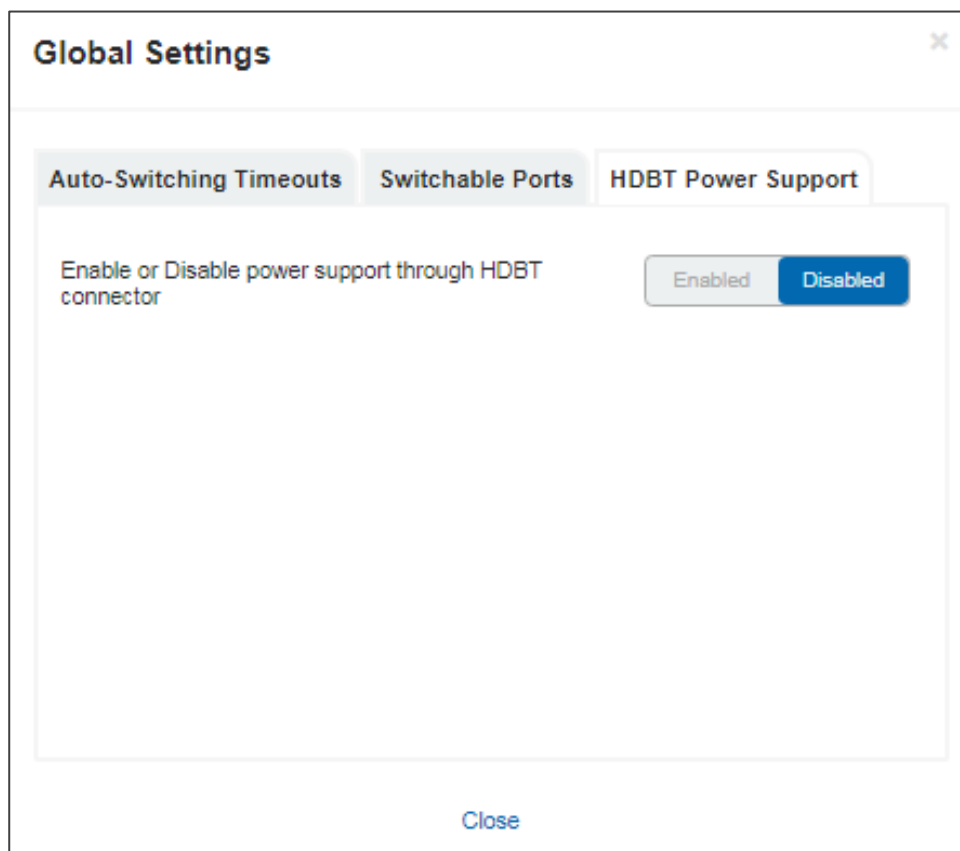 Global Settings
×
Auto-Switching Timeouts Switchable Ports HDBT Power Support
Enable or Disable power support through HDBT
connector
Enabled Disabled
Close